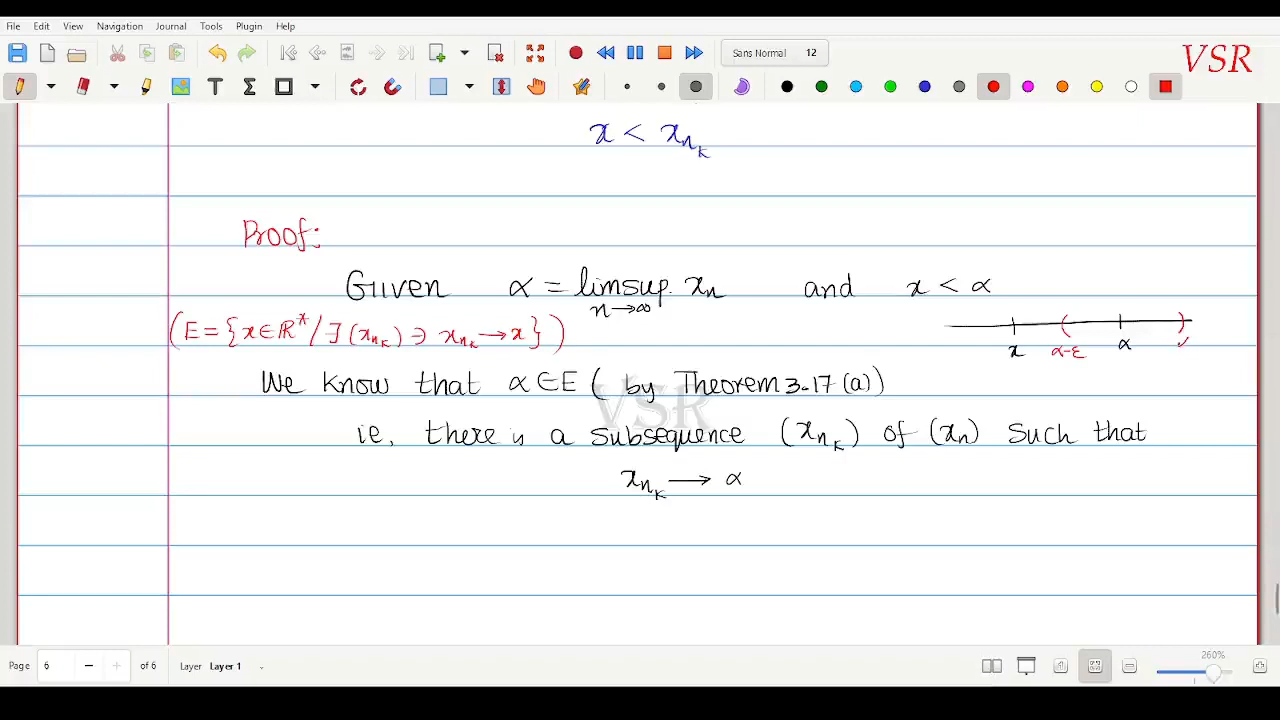 File Edit View Navigation Journal Tools Plugin Help
VSR
Sans Normal 12
x < x_{n_k}
Proof:
Given α = limsup x_n and x < α
n→∞
(E = {x∈R*/∃(x_{n_k}) ∋ x_{n_k}→x})
x α-ε α
We know that α∈E ( by Theorem 3.17 (a))
VSR
ie, there is a subsequence (x_{n_k}) of (x_n) such that
x_{n_k} → α
Page 6 of 6 Layer Layer 1 260%